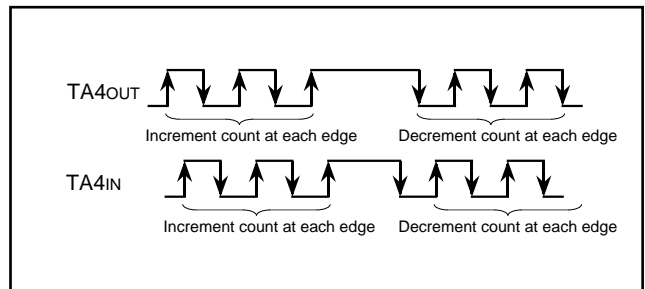 TA4OUT
Increment count at each edge Decrement count at each edge
TA4IN
Increment count at each edge Decrement count at each edge